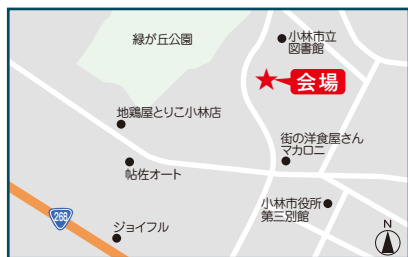 緑が丘公園
小林市立
図書館
会場
地鶏屋とりこ小林店
街の洋食屋さん
マカロニ
帖佐オート
小林市役所
第三別館
268
ジョイフル
N